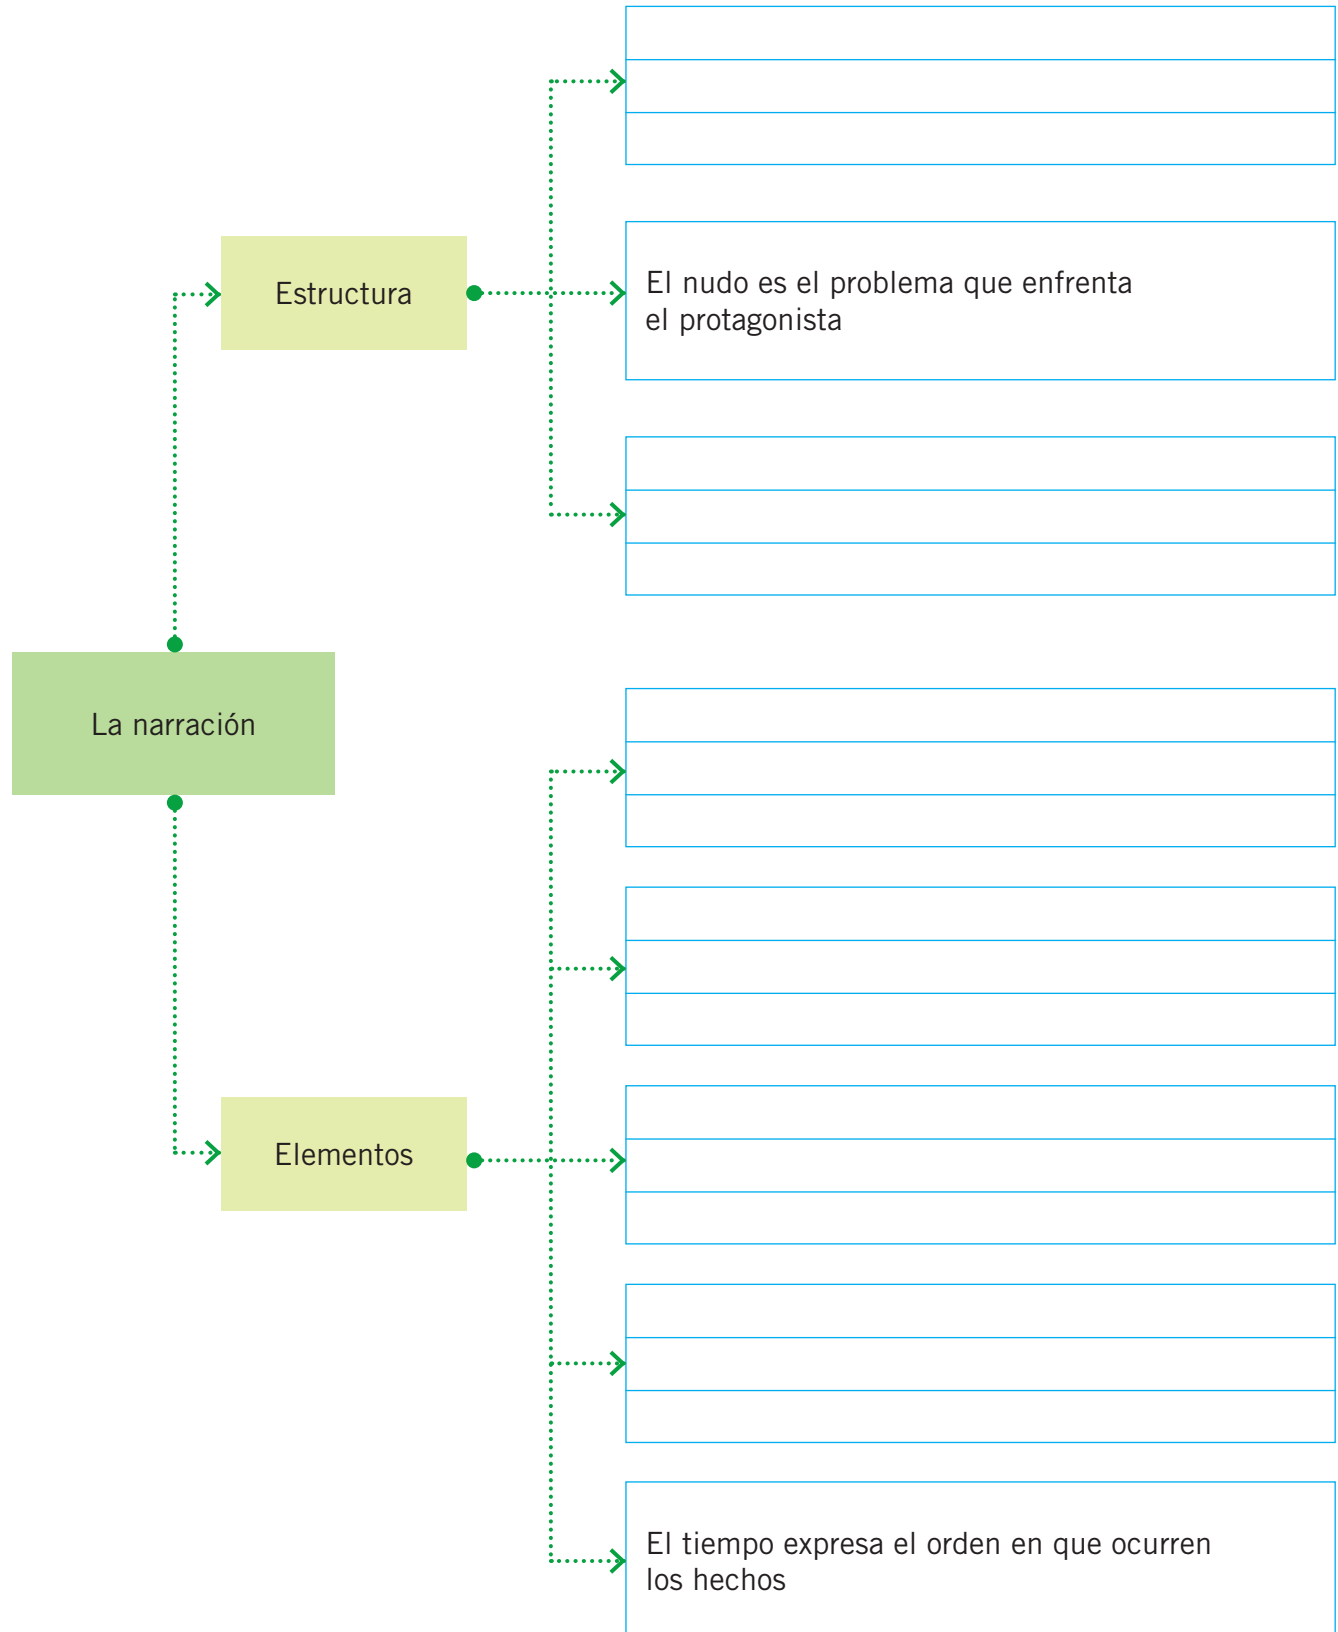 Estructura
El nudo es el problema que enfrenta
el protagonista
La narración
Elementos
El tiempo expresa el orden en que ocurren
los hechos